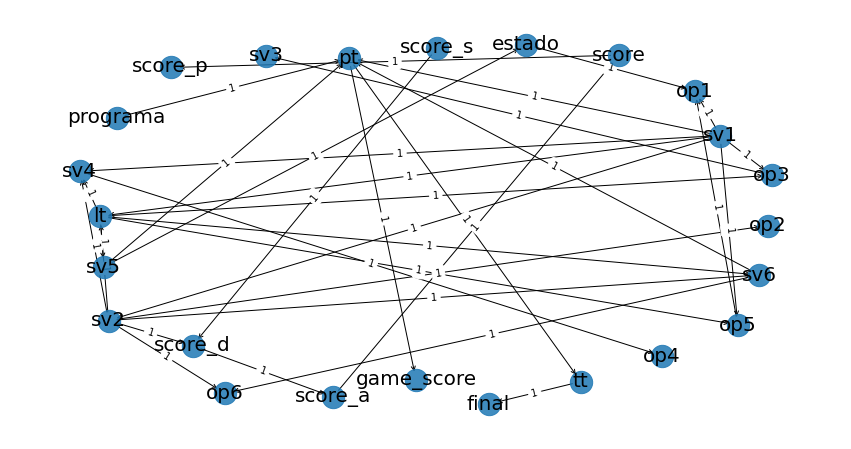 score_s
estado
sv3
pt
score
score_p
1
1
op1
1
1
programa
1
1
1
sv1
1
1
1
1
sv4
1
op3
1
1
1
1
lt
1
1
1
op2
1
1
1
1
1
1
sv5
1
1
1
sv6
1
sv2
op5
1
1
score_d
1
op4
1
game_score
tt
op6
score_a
1
final